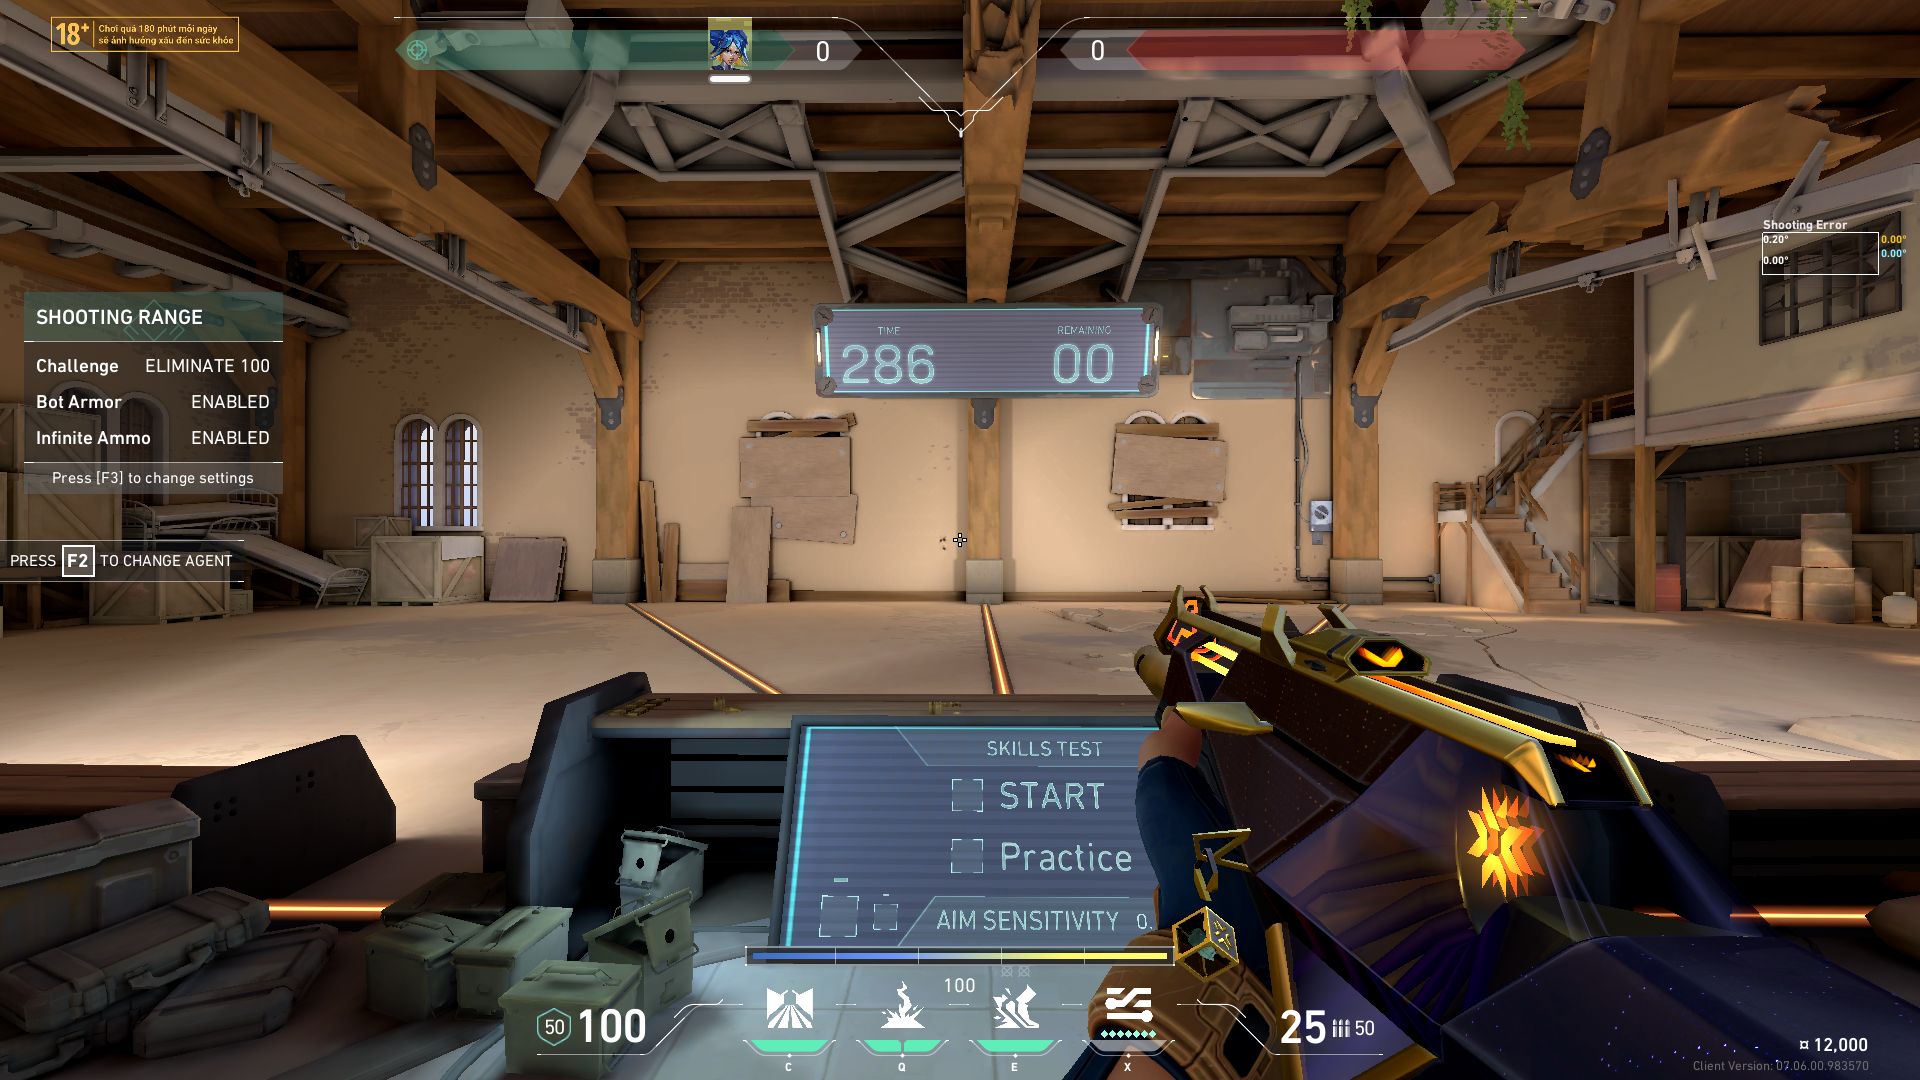 18+
Chơi quá 180 phút mỗi ngày
sẽ ảnh hưởng xấu đến sức khỏe
0
0
Shooting Error
0.20°
0.00°
0.00°
0.00°
SHOOTING RANGE
Challenge ELIMINATE 100
Bot Armor ENABLED
Infinite Ammo ENABLED
Press [F3] to change settings
PRESS F2 TO CHANGE AGENT
TIME REMAINING
286 00
SKILLS TEST
START
Practice
AIM SENSITIVITY 0.
100
50 100
25 50
C Q E X
¤ 12,000
Client Version: 07.06.00.983570